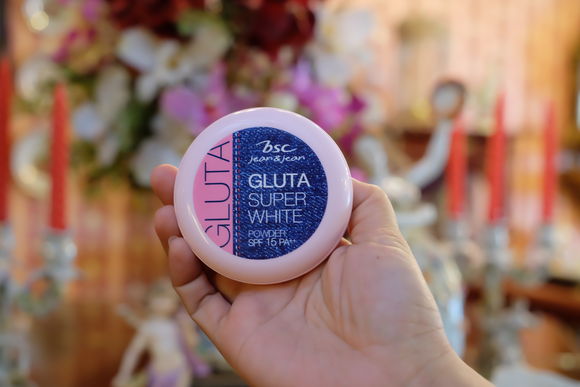 GLUTA
bsc
jean&jean
GLUTA
SUPER
WHITE
POWDER
SPF 15 PA++